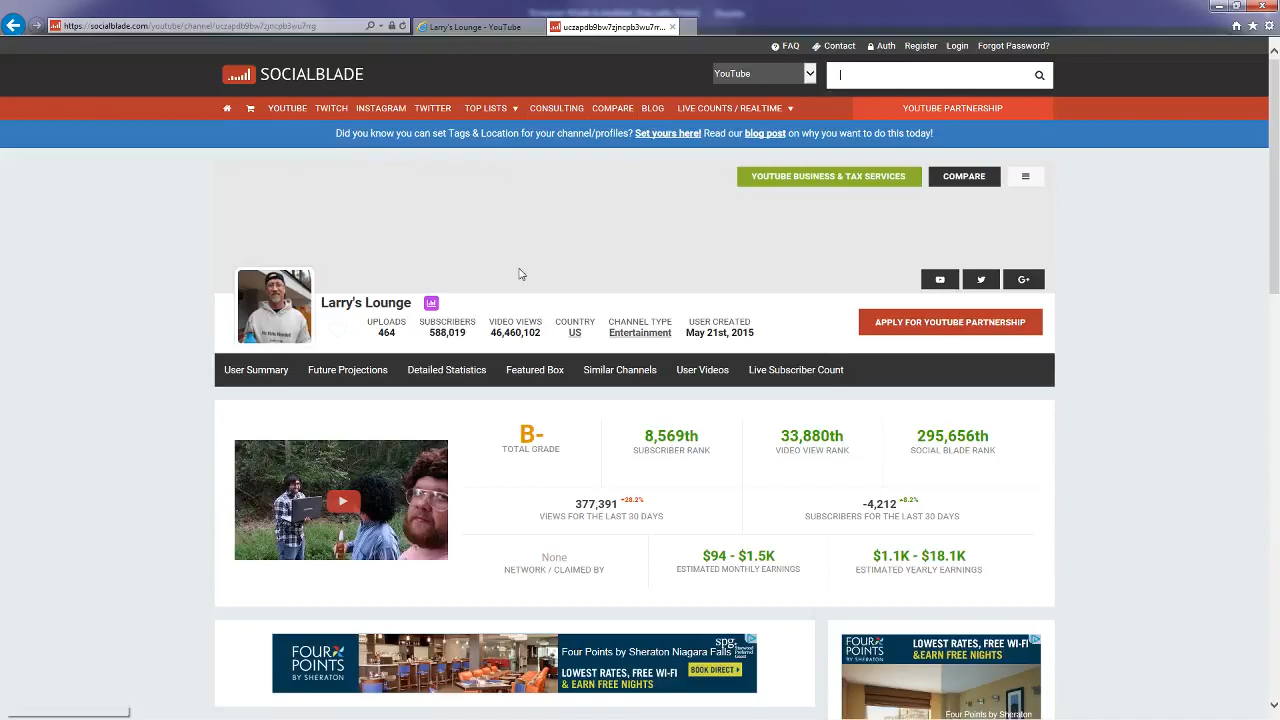 https://socialblade.com/youtube/channel/uczapdb9bw7zjncpb3wu7rrg
Larry's Lounge - YouTube
uczapdb9bw7zjncpb3wu7rr...
FAQ Contact Auth Register Login Forgot Password?
SOCIALBLADE
YouTube
YOUTUBE TWITCH INSTAGRAM TWITTER TOP LISTS CONSULTING COMPARE BLOG LIVE COUNTS / REALTIME YOUTUBE PARTNERSHIP
Did you know you can set Tags & Location for your channel/profiles? Set yours here! Read our blog post on why you want to do this today!
YOUTUBE BUSINESS & TAX SERVICES COMPARE
G+
Larry's Lounge
UPLOADS SUBSCRIBERS VIDEO VIEWS COUNTRY CHANNEL TYPE USER CREATED
464 588,019 46,460,102 US Entertainment May 21st, 2015
APPLY FOR YOUTUBE PARTNERSHIP
User Summary Future Projections Detailed Statistics Featured Box Similar Channels User Videos Live Subscriber Count
B- 8,569th 33,880th 295,656th
TOTAL GRADE SUBSCRIBER RANK VIDEO VIEW RANK SOCIAL BLADE RANK
377,391 +28.2% -4,212 8.2%
VIEWS FOR THE LAST 30 DAYS SUBSCRIBERS FOR THE LAST 30 DAYS
None $94 - $1.5K $1.1K - $18.1K
NETWORK / CLAIMED BY ESTIMATED MONTHLY EARNINGS ESTIMATED YEARLY EARNINGS
FOUR
POINTS
BY SHERATON
spg.
Four Points by Sheraton Niagara Falls
LOWEST RATES, FREE WI-FI
& EARN FREE NIGHTS
BOOK DIRECT
FOUR
POINTS
BY SHERATON
LOWEST RATES, FREE WI-FI
&EARN FREE NIGHTS
Four Points by Sheraton